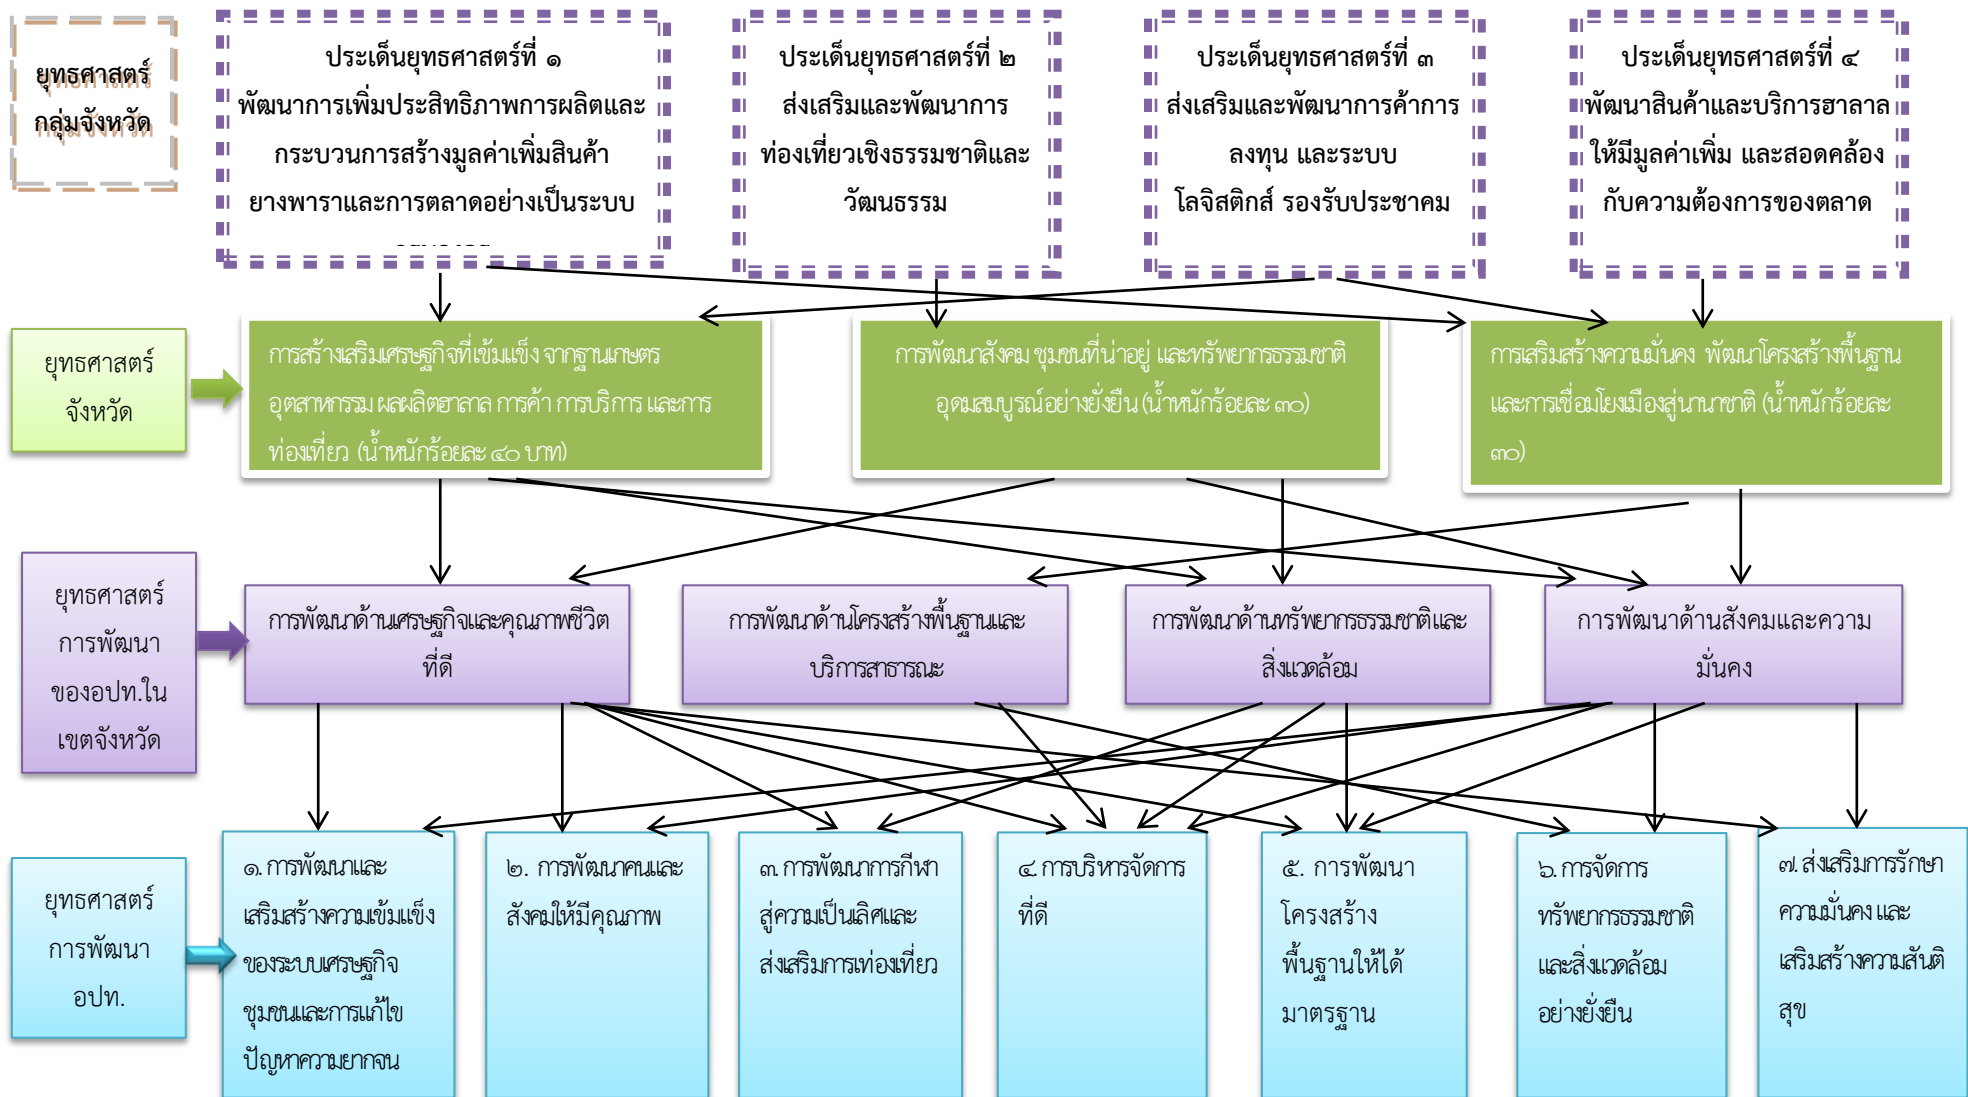 ยุทธศาสตร์
กลุ่มจังหวัด
ประเด็นยุทธศาสตร์ที่ ๑
พัฒนาการเพิ่มประสิทธิภาพการผลิตและ
กระบวนการสร้างมูลค่าเพิ่มสินค้า
ยางพาราและการตลาดอย่างเป็นระบบ
ประเด็นยุทธศาสตร์ที่ ๒
ส่งเสริมและพัฒนาการ
ท่องเที่ยวเชิงธรรมชาติและ
วัฒนธรรม
ประเด็นยุทธศาสตร์ที่ ๓
ส่งเสริมและพัฒนาการค้าการ
ลงทุน และระบบ
โลจิสติกส์ รองรับประชาคม
ประเด็นยุทธศาสตร์ที่ ๔
พัฒนาสินค้าและบริการฮาลาล
ให้มีมูลค่าเพิ่ม และสอดคล้อง
กับความต้องการของตลาด
ยุทธศาสตร์
จังหวัด
การสร้างเสริมเศรษฐกิจที่เข้มแข็ง จากฐานเกษตร
อุตสาหกรรม ผลผลิตฮาลาล การค้า การบริการ และการ
ท่องเที่ยว (น้ำหนักร้อยละ ๔๐ บาท)
การพัฒนาสังคม ชุมชนที่น่าอยู่ และทรัพยากรธรรมชาติ
อุดมสมบูรณ์อย่างยั่งยืน (น้ำหนักร้อยละ ๓๐)
การเสริมสร้างความมั่นคง พัฒนาโครงสร้างพื้นฐาน
และการเชื่อมโยงเมืองสู่นานาชาติ (น้ำหนักร้อยละ
๓๐)
ยุทธศาสตร์
การพัฒนา
ของอปท.ใน
เขตจังหวัด
การพัฒนาด้านเศรษฐกิจและคุณภาพชีวิต
ที่ดี
การพัฒนาด้านโครงสร้างพื้นฐานและ
บริการสาธารณะ
การพัฒนาด้านทรัพยากรธรรมชาติและ
สิ่งแวดล้อม
การพัฒนาด้านสังคมและความ
มั่นคง
ยุทธศาสตร์
การพัฒนา
อปท.
๑. การพัฒนาและ
เสริมสร้างความเข้มแข็ง
ของระบบเศรษฐกิจ
ชุมชนและการแก้ไข
ปัญหาความยากจน
๒. การพัฒนาคนและ
สังคมให้มีคุณภาพ
๓. การพัฒนาการกีฬา
สู่ความเป็นเลิศและ
ส่งเสริมการเท่องเที่ยว
๔. การบริหารจัดการ
ที่ดี
๕. การพัฒนา
โครงสร้าง
พื้นฐานให้ได้
มาตรฐาน
๖. การจัดการ
ทรัพยากรธรรมชาติ
และสิ่งแวดล้อม
อย่างยั่งยืน
๗. ส่งเสริมการรักษา
ความมั่นคง และ
เสริมสร้างความสันติ
สุข